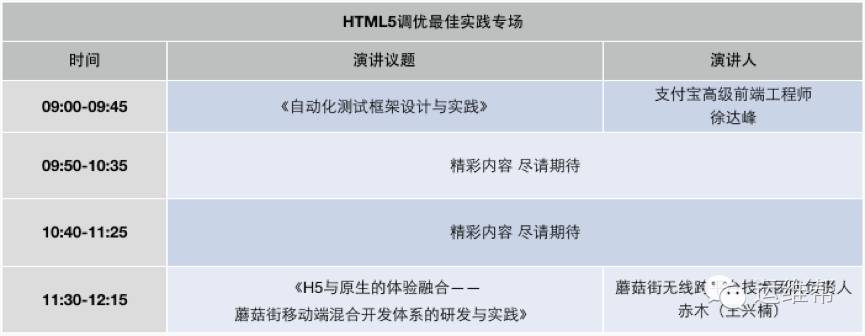 HTML5调优最佳实践专场
时间 演讲议题 演讲人
09:00-09:45 《自动化测试框架设计与实践》 支付宝高级前端工程师
徐达峰
09:50-10:35 精彩内容 尽请期待
10:40-11:25 精彩内容 尽请期待
11:30-12:15
《H5与原生的体验融合——
蘑菇街移动端混合开发体系的研发与实践》
蘑菇街无线跨台技术团队负责人
赤木（王兴楠）
运维帮